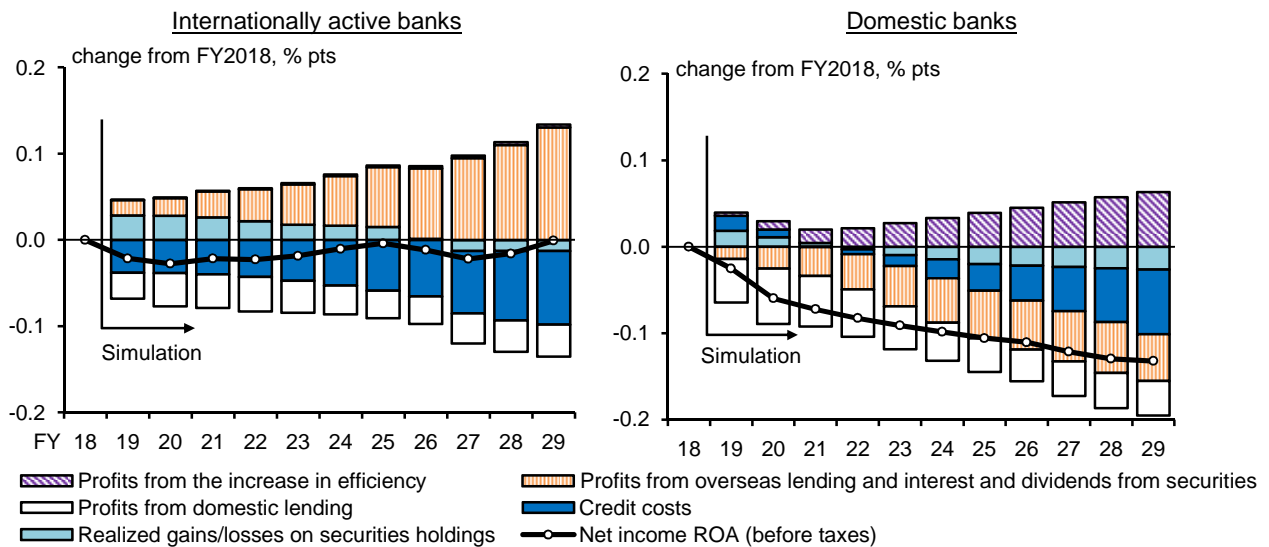 Internationally active banks
Domestic banks
change from FY2018, % pts
change from FY2018, % pts
0.2
0.1
0.0
-0.1
-0.2
Simulation
FY 18 19 20 21 22 23 24 25 26 27 28 29
0.2
0.1
0.0
-0.1
-0.2
Simulation
18 19 20 21 22 23 24 25 26 27 28 29
Profits from the increase in efficiency
Profits from overseas lending and interest and dividends from securities
Profits from domestic lending
Credit costs
Realized gains/losses on securities holdings
Net income ROA (before taxes)